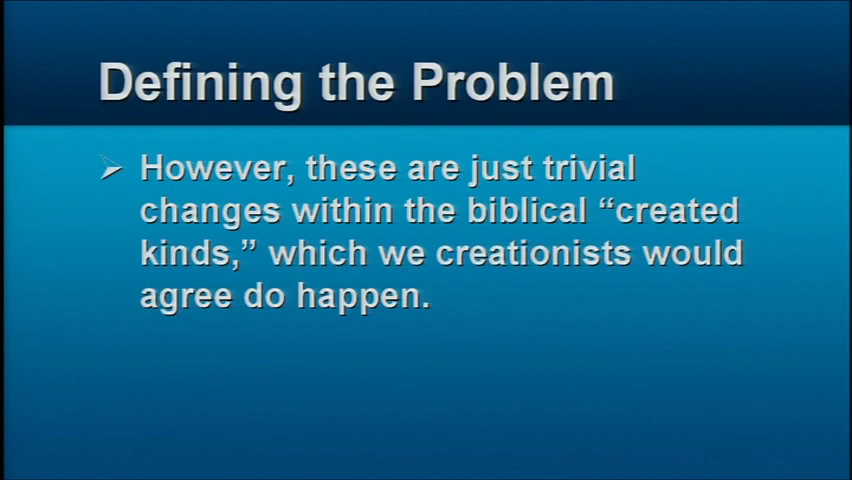 Defining the Problem
However, these are just trivial
changes within the biblical “created
kinds,” which we creationists would
agree do happen.